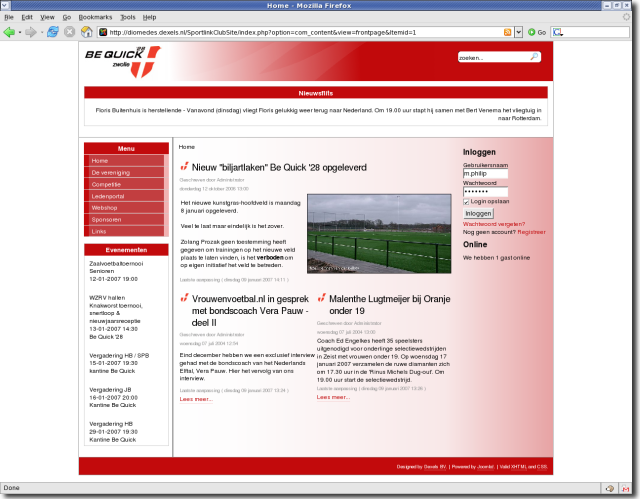 Home - Mozilla Firefox
File Edit View Go Bookmarks Tools Help
http://diomedes.dexels.nl/SportlinkClubSite/index.php?option=com_content&view=frontpage&Itemid=1
Go
BE QUICK '28
zwolle
zoeken...
Nieuwsflits
Floris Buitenhuis is herstellende - Vanavond (dinsdag) vliegt Floris gelukkig weer terug naar Nederland. Om 19.00 uur stapt hij samen met Bert Venema het vliegtuig in
naar Rotterdam.
Menu
Home
De vereniging
Competitie
Ledenportal
Webshop
Sponsoren
Links
Evenementen
Zaalvoetbaltoernooi
Senioren
12-01-2007 19:00
WZRV hallen
Knakworst toernooi,
snertloop &
nieuwjaarsreceptie
13-01-2007 14:30
Be Quick '28
Vergadering HB / SPB
15-01-2007 19:30
kantine Be Quick
Vergadering JB
16-01-2007 20:00
Kantine Be Quick
Vergadering HB
29-01-2007 19:30
Kantine Be Quick
Home
Nieuw "biljartlaken" Be Quick '28 opgeleverd
Geschreven door Administrator
donderdag 12 oktober 2006 10:00
Het nieuwe kunstgras-hoofdveld is maandag
8 januari opgeleverd.
Veel te laat maar eindelijk is het zover.
Zolang Prozak geen toestemming heeft
gegeven om trainingen op het nieuwe veld
plaats te laten vinden, is het verboden om
op eigen initiatief het veld te betreden.
Laatste aanpassing ( dinsdag 09 januari 2007 14:11 )
Vrouwenvoetbal.nl in gesprek
met bondscoach Vera Pauw -
deel II
Geschreven door Administrator
woensdag 07 juli 2004 12:54
Eind december hebben we een exclusief interview
gehad met de bondscoach van het Nederlands
Elftal, Vera Pauw. Hier het vervolg van ons
interview.
Laatste aanpassing ( dinsdag 09 januari 2007 13:34 )
Lees meer...
Malenthe Lugtmeijer bij Oranje
onder 19
Geschreven door Administrator
woensdag 07 juli 2004 12:00
Coach Ed Engelkes heeft 35 speelsters
uitgenodigd voor onderlinge selectiewedstrijden
in Zeist met vrouwen onder 19. Op woensdag 17
januari 2007 verzamelen de ruwe diamanten zich
om 17.30 uur in de 'Rinus Michels Dug-out'. Om
19.00 uur start de selectiewedstrijd.
Laatste aanpassing ( dinsdag 09 januari 2007
Lees meer...
Inloggen
Gebruikersnaam
m.philip
Wachtwoord
Login opslaan
Inloggen
Wachtwoord vergeten?
Nog geen account? Registreer
Online
We hebben 1 gast online
Designed by Dexels BV. | Powered by Joomla! | Valid XHTML and CSS.
Done